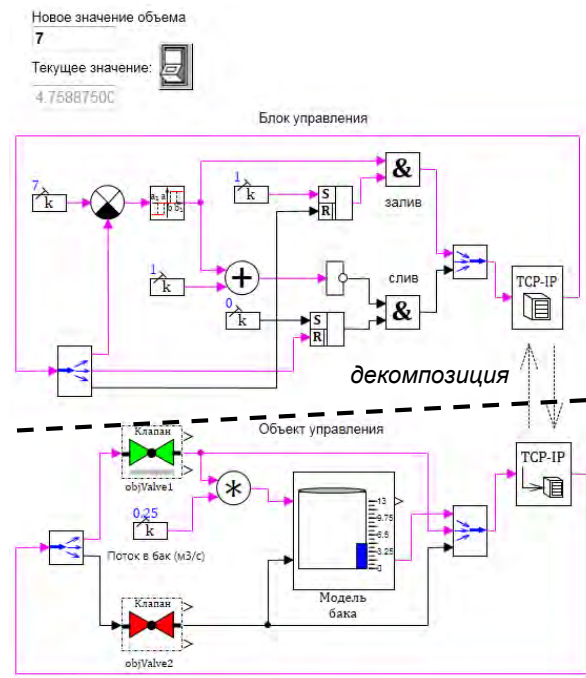 Новое значение объема
7
Текущее значение:
4.7588750C
Блок управления
7
k
1
k
S
R
&
залив
1
k
+
0
k
S
R
слив
&
TCP-IP
декомпозиция
Объект управления
Клапан
objValve1
*
0.25
k
Поток в бак (м3/с)
13
9.75
6.5
3.25
0
Модель
бака
TCP-IP
Клапан
objValve2